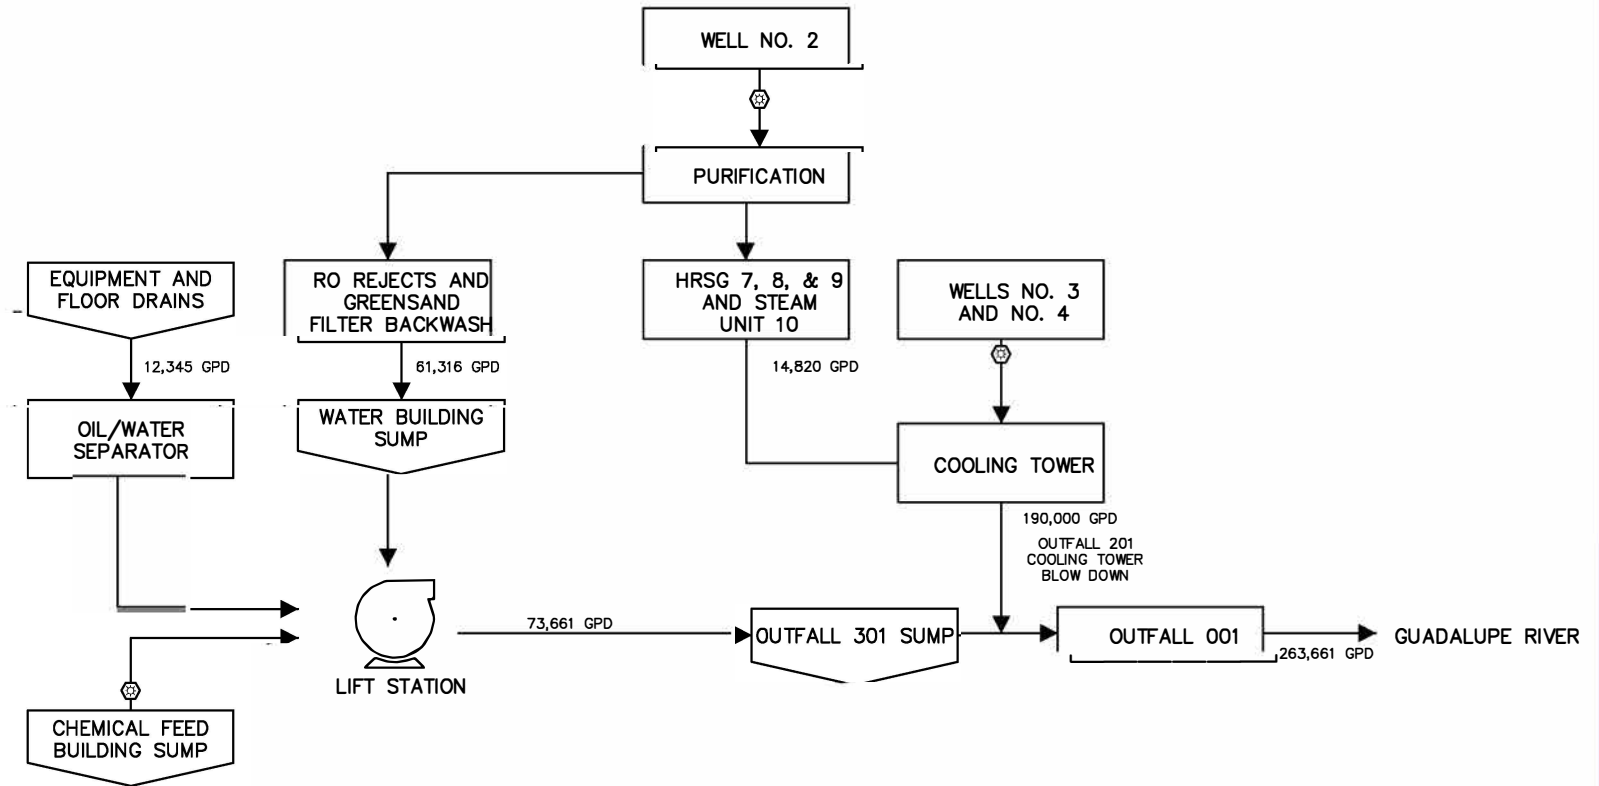 WELL NO. 2
PURIFICATION
EQUIPMENT AND
FLOOR DRAINS
RO REJECTS AND
GREENSAND
FILTER BACKWASH
HRSG 7, 8, & 9
AND STEAM
UNIT 10
WELLS NO. 3
AND NO. 4
12,345 GPD
61,316 GPD
14,820 GPD
OIL/WATER
SEPARATOR
WATER BUILDING
SUMP
COOLING TOWER
190,000 GPD
OUTFALL 201
COOLING TOWER
BLOW DOWN
73,661 GPD
OUTFALL 301 SUMP
OUTFALL 001
263,661 GPD
GUADALUPE RIVER
LIFT STATION
CHEMICAL FEED
BUILDING SUMP